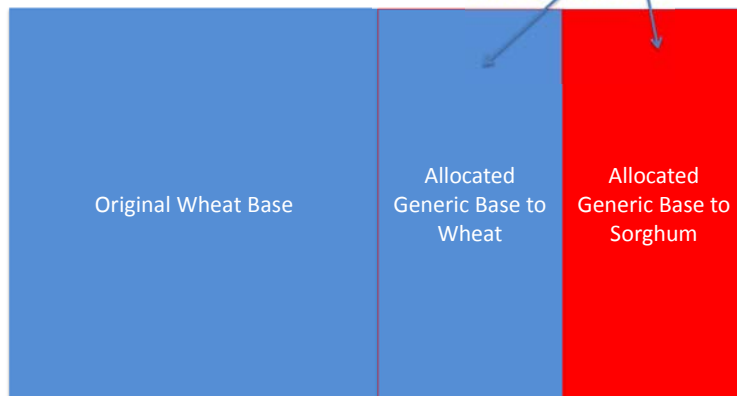 Original Wheat Base
Allocated
Generic Base to
Wheat
Allocated
Generic Base to
Sorghum